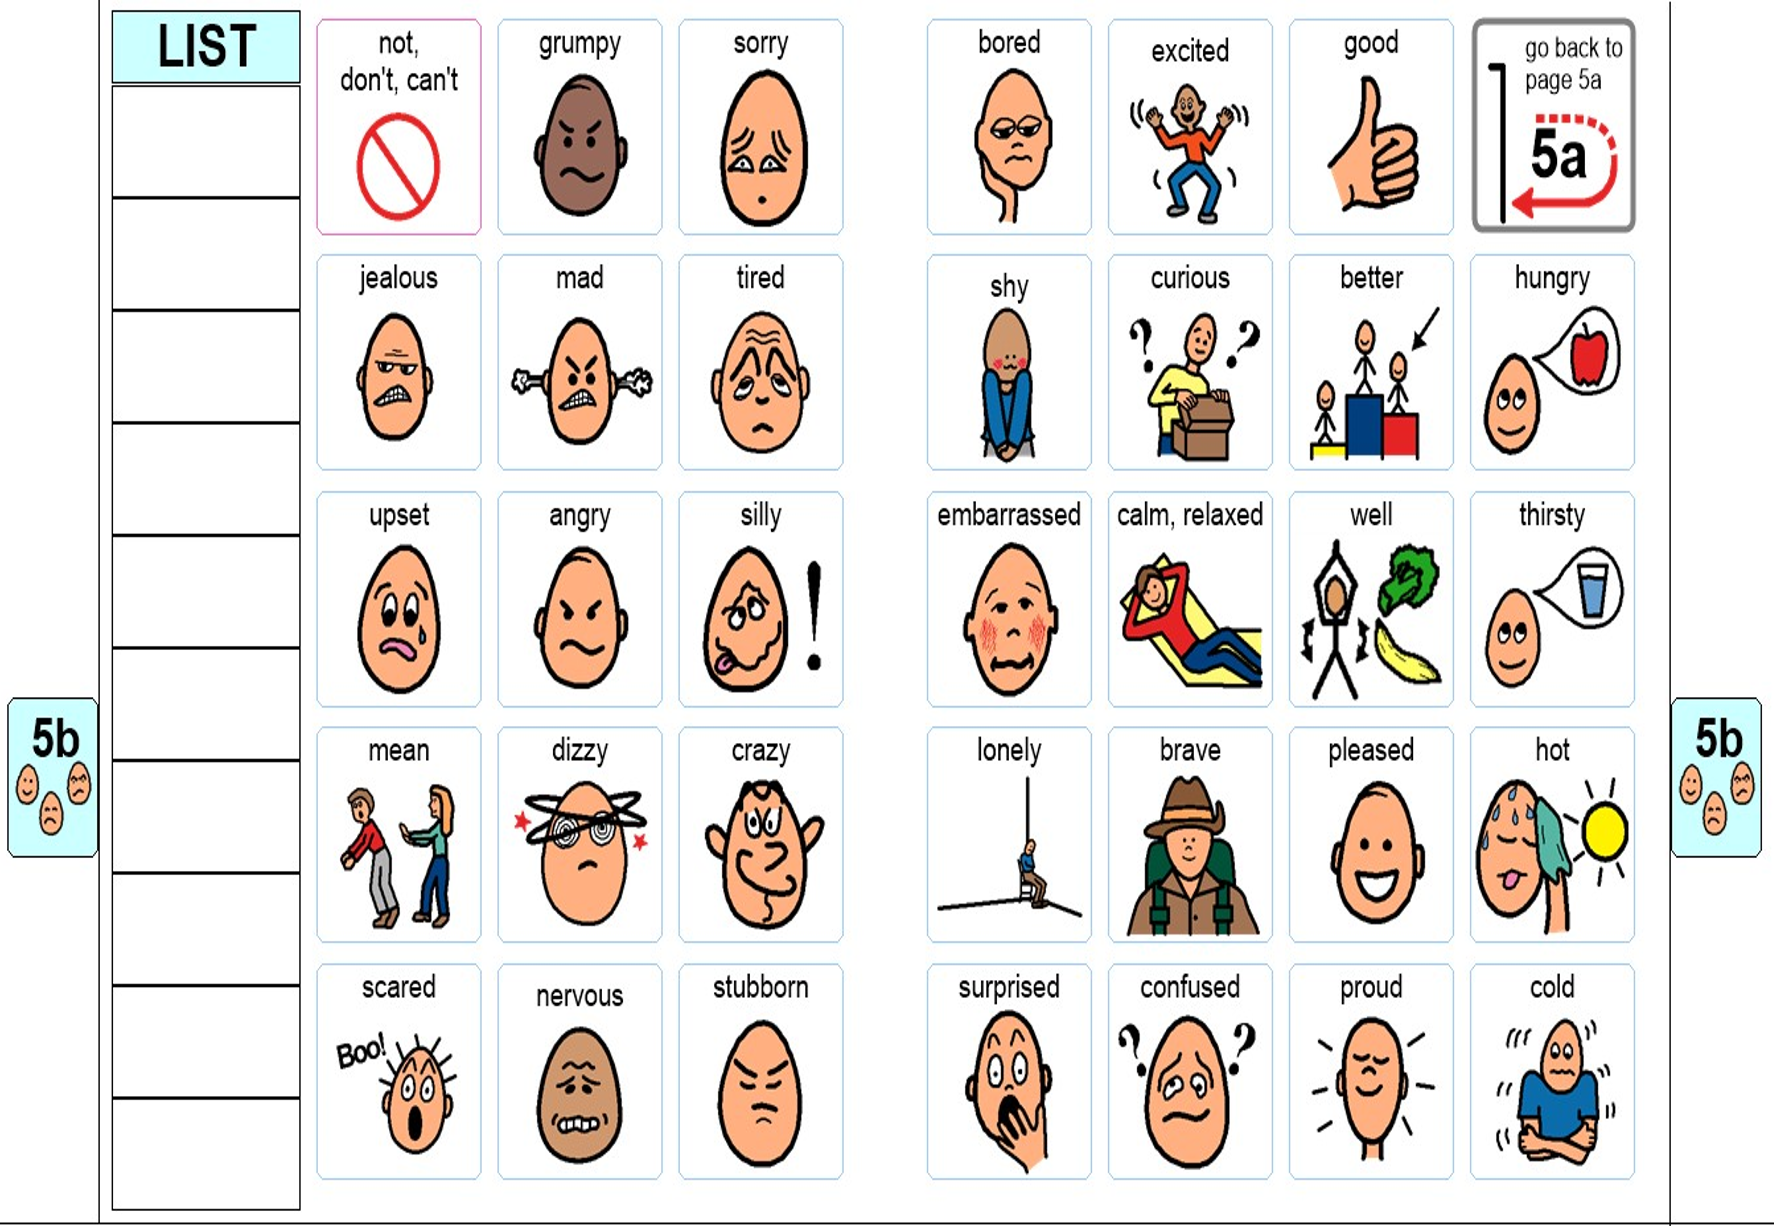 LIST
not,
don't, can't
grumpy
sorry
bored
excited
good
go back to
page 5a
5a
jealous
mad
tired
shy
curious
? ?
better
hungry
upset
angry
silly
!
embarrassed
calm, relaxed
well
thirsty
5b
mean
dizzy
crazy
lonely
brave
pleased
hot
5b
scared
Boo!
nervous
stubborn
surprised
confused
? ?
proud
cold